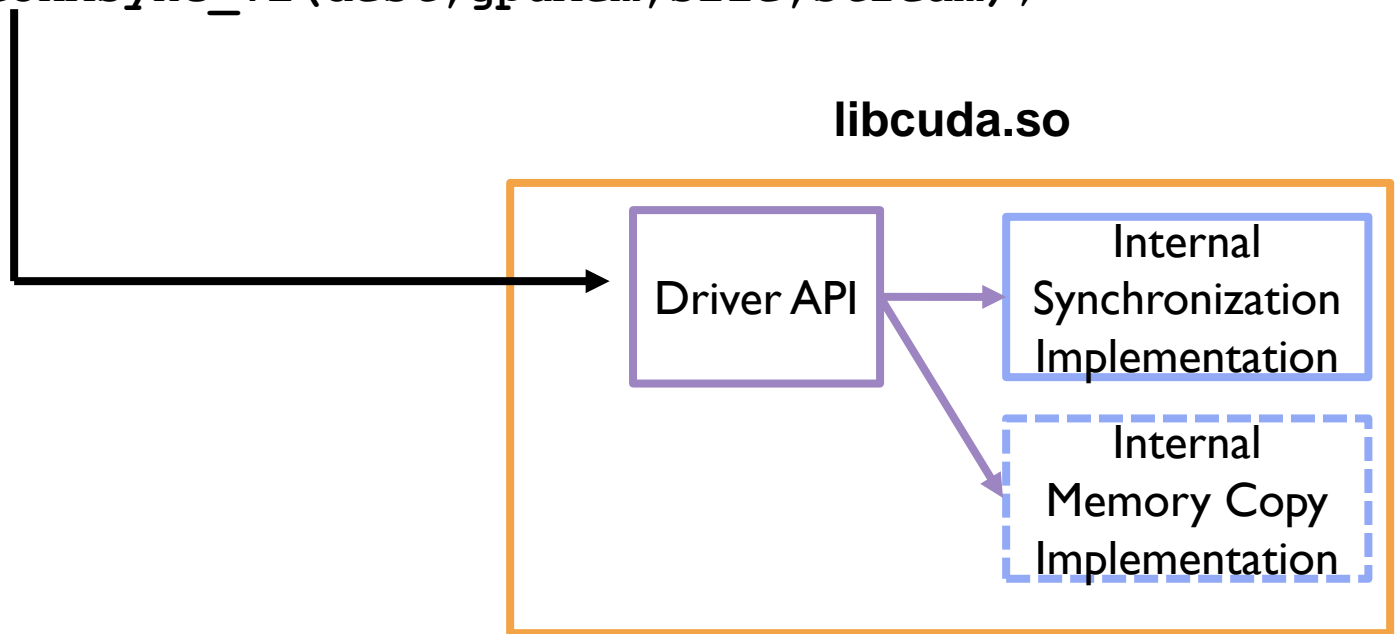 libcuda.so
Driver API
Internal
Synchronization
Implementation
Internal
Memory Copy
Implementation